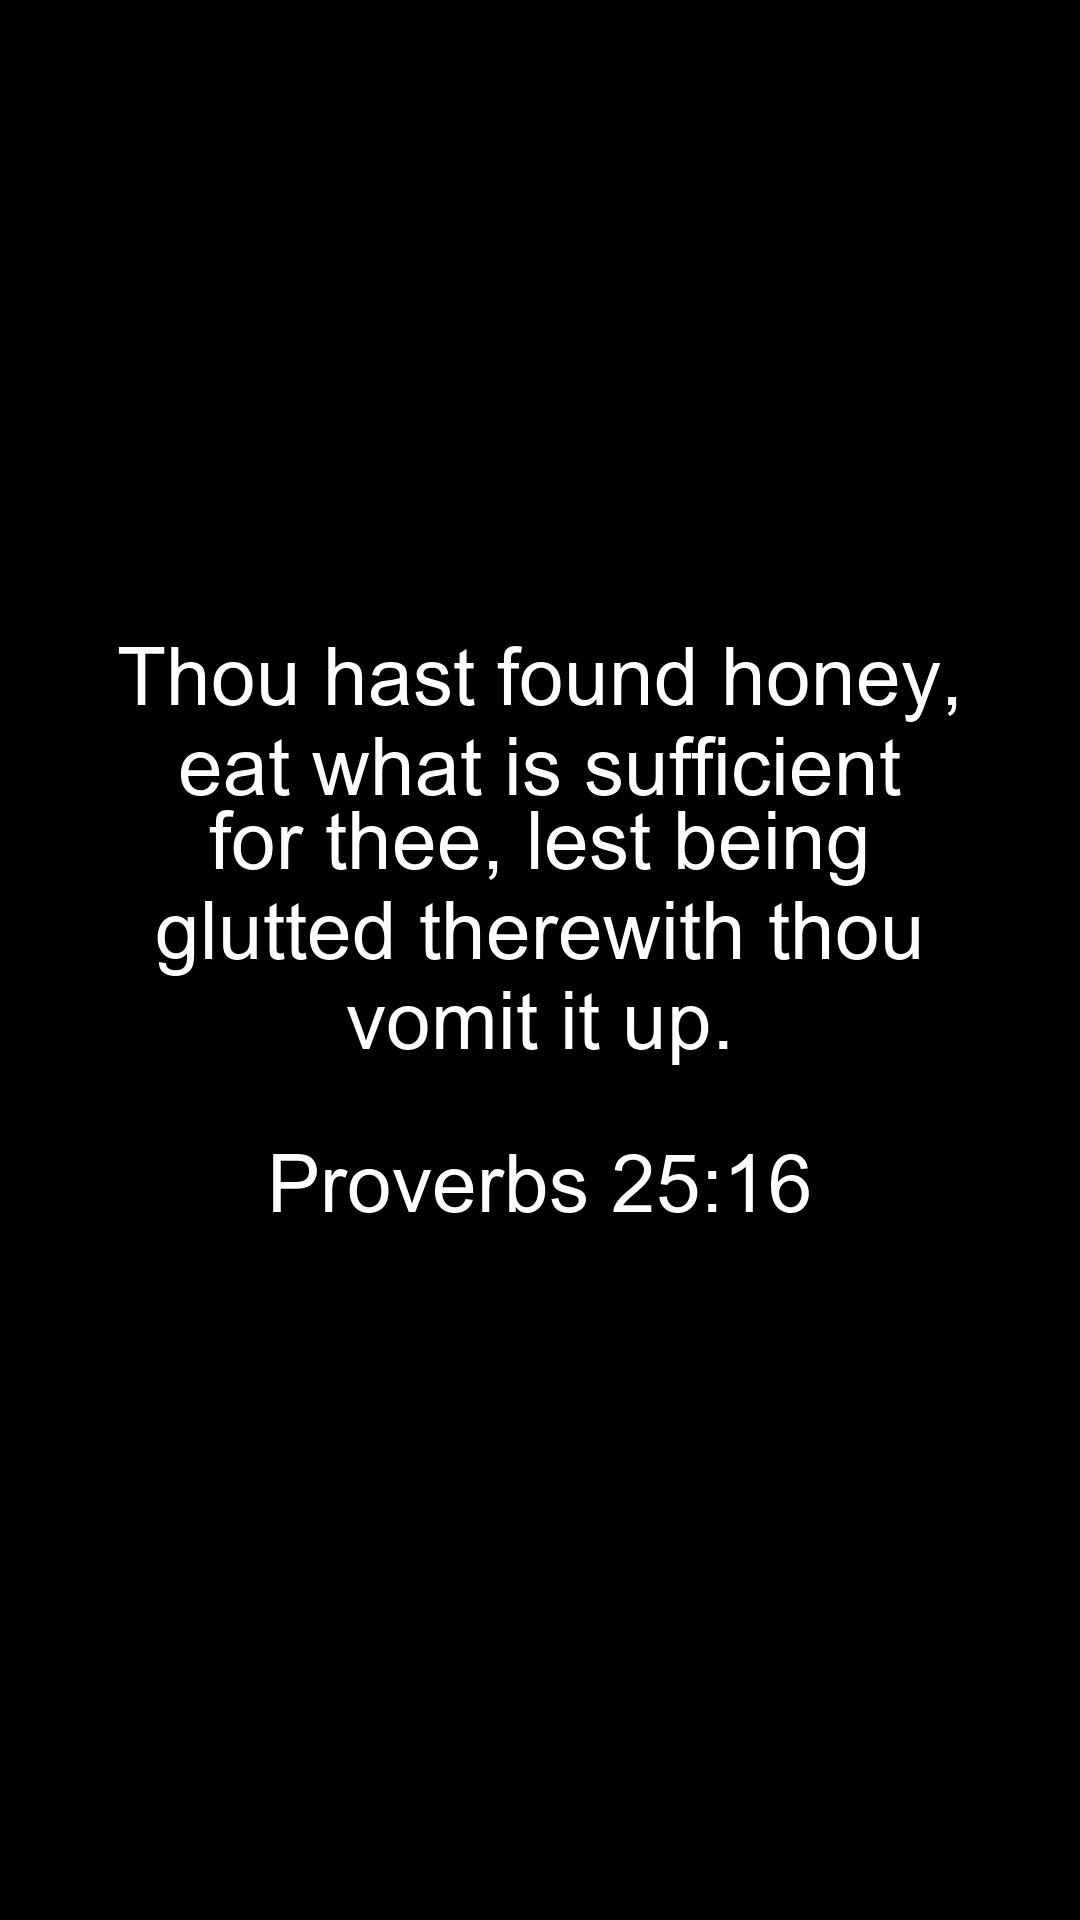 Thou hast found honey,
eat what is sufficient
for thee, lest being
glutted therewith thou
vomit it up.
Proverbs 25:16